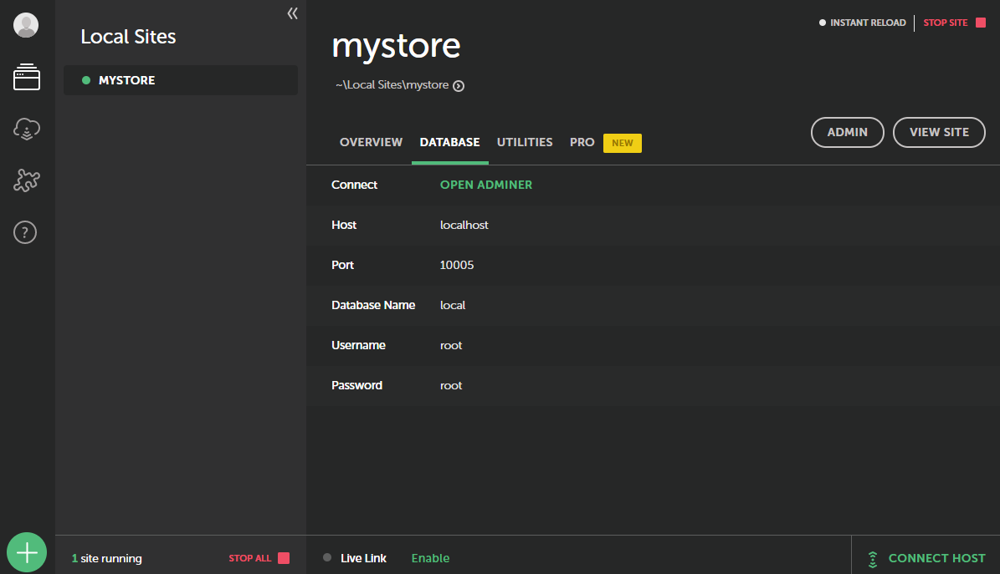 Local Sites
MYSTORE
1 site running
STOP ALL
INSTANT RELOAD
STOP SITE
mystore
~\Local Sites\mystore
ADMIN
VIEW SITE
OVERVIEW DATABASE UTILITIES PRO NEW
Connect OPEN ADMINER
Host localhost
Port 10005
Database Name local
Username root
Password root
Live Link Enable
CONNECT HOST
?